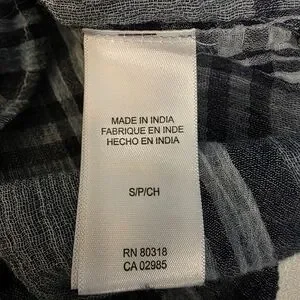 MADE IN INDIA
FABRIQUE EN INDE
HECHO EN INDIA
S/P/CH
RN 80318
CA 02985